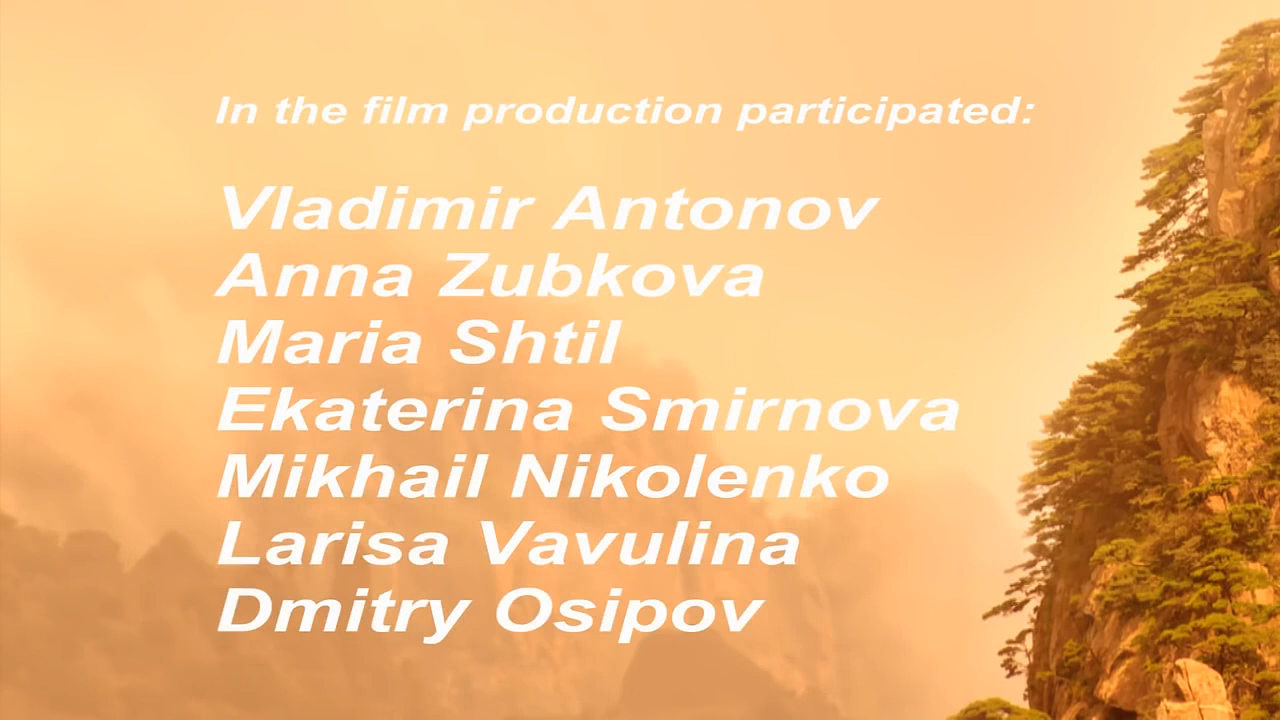 In the film production participated:
Vladimir Antonov
Anna Zubkova
Maria Shtil
Ekaterina Smirnova
Mikhail Nikolenko
Larisa Vavulina
Dmitry Osipov